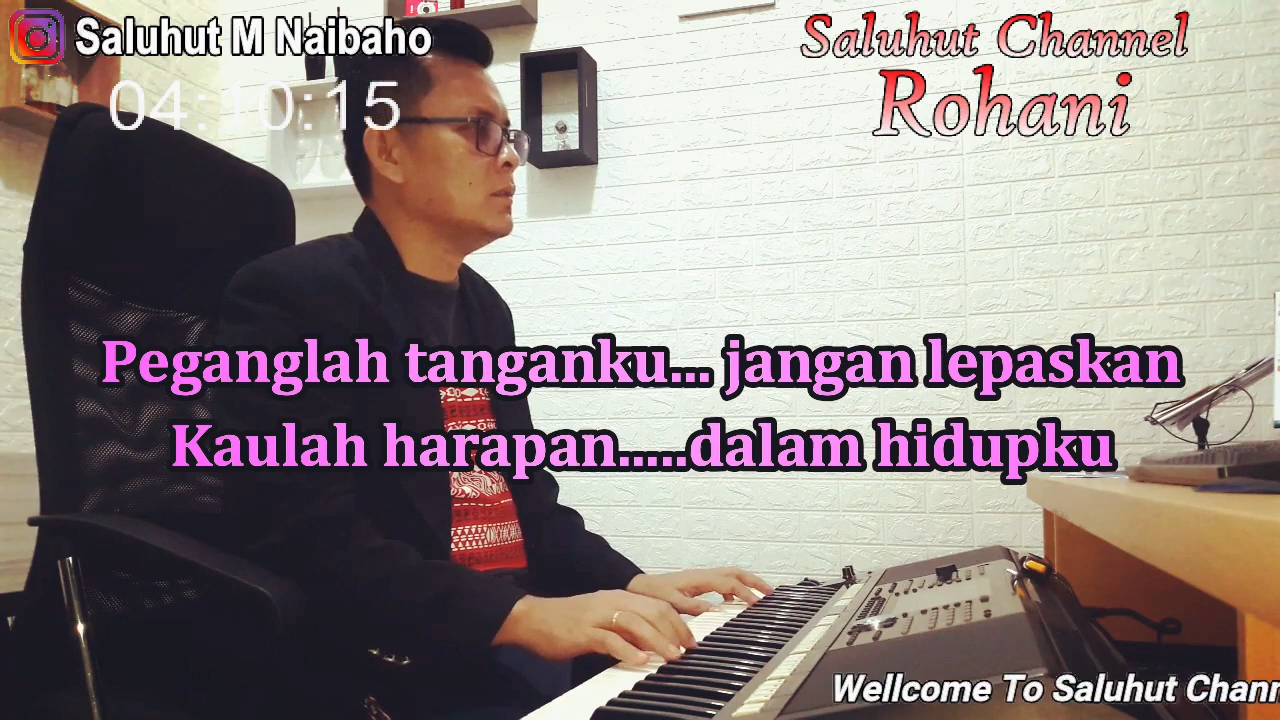 Saluhut M Naibaho
04:10:15
Saluhut Channel
Rohani
Peganglah tanganku... jangan lepaskan
Kaulah harapan.....dalam hidupku
Wellcome To Saluhut Chann